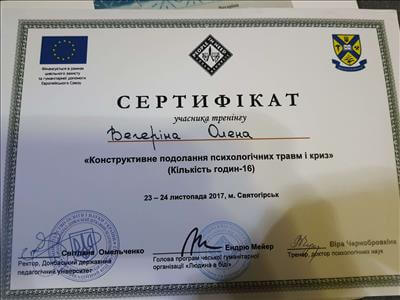 Фінансується в рамках
цивільного захисту
та гуманітарної допомоги
Європейського Союзу
СЕРТИФІКАТ
учасника тренінгу
Вегеріна Олена
«Конструктивне подолання психологічних травм і криз»
(Кількість годин-16)
23 – 24 листопада 2017, м. Святогірськ
Світлана Омельченко
Ректор, Донбаський державний
педагогічний університет
Ендрю Мейер
Голова програм чеської гуманітарної
організації «Людина в біді»
Віра Чернобровкіна
Тренер, доктор психологічних наук